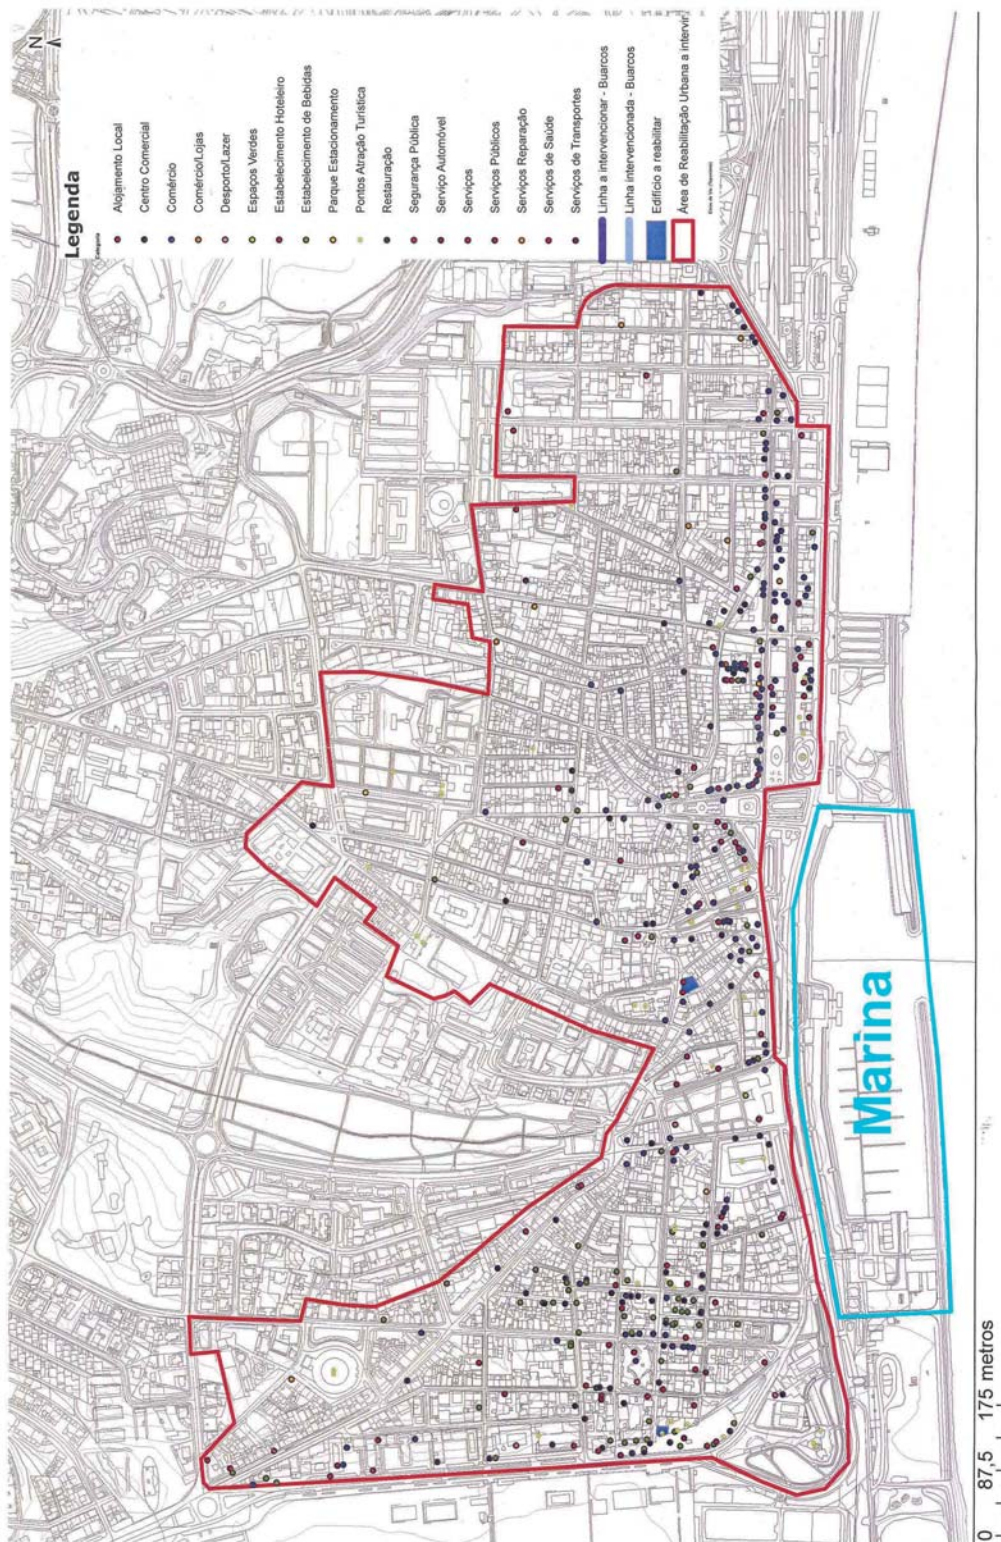 N
Legenda
Categoria
Alojamento Local
Centro Comercial
Comércio
Comércio/Lojas
Desporto/Lazer
Espaços Verdes
Estabelecimento Hoteleiro
Estabelecimento de Bebidas
Parque Estacionamento
Pontos Atração Turística
Restauração
Segurança Pública
Serviço Automóvel
Serviços
Serviços Públicos
Serviços Reparação
Serviços de Saúde
Serviços de Transportes
Linha a intervencionar - Buarcos
Linha intervencionada - Buarcos
Edifício a reabilitar
Área de Reabilitação Urbana a intervir
Marina
0 87,5 175 metros